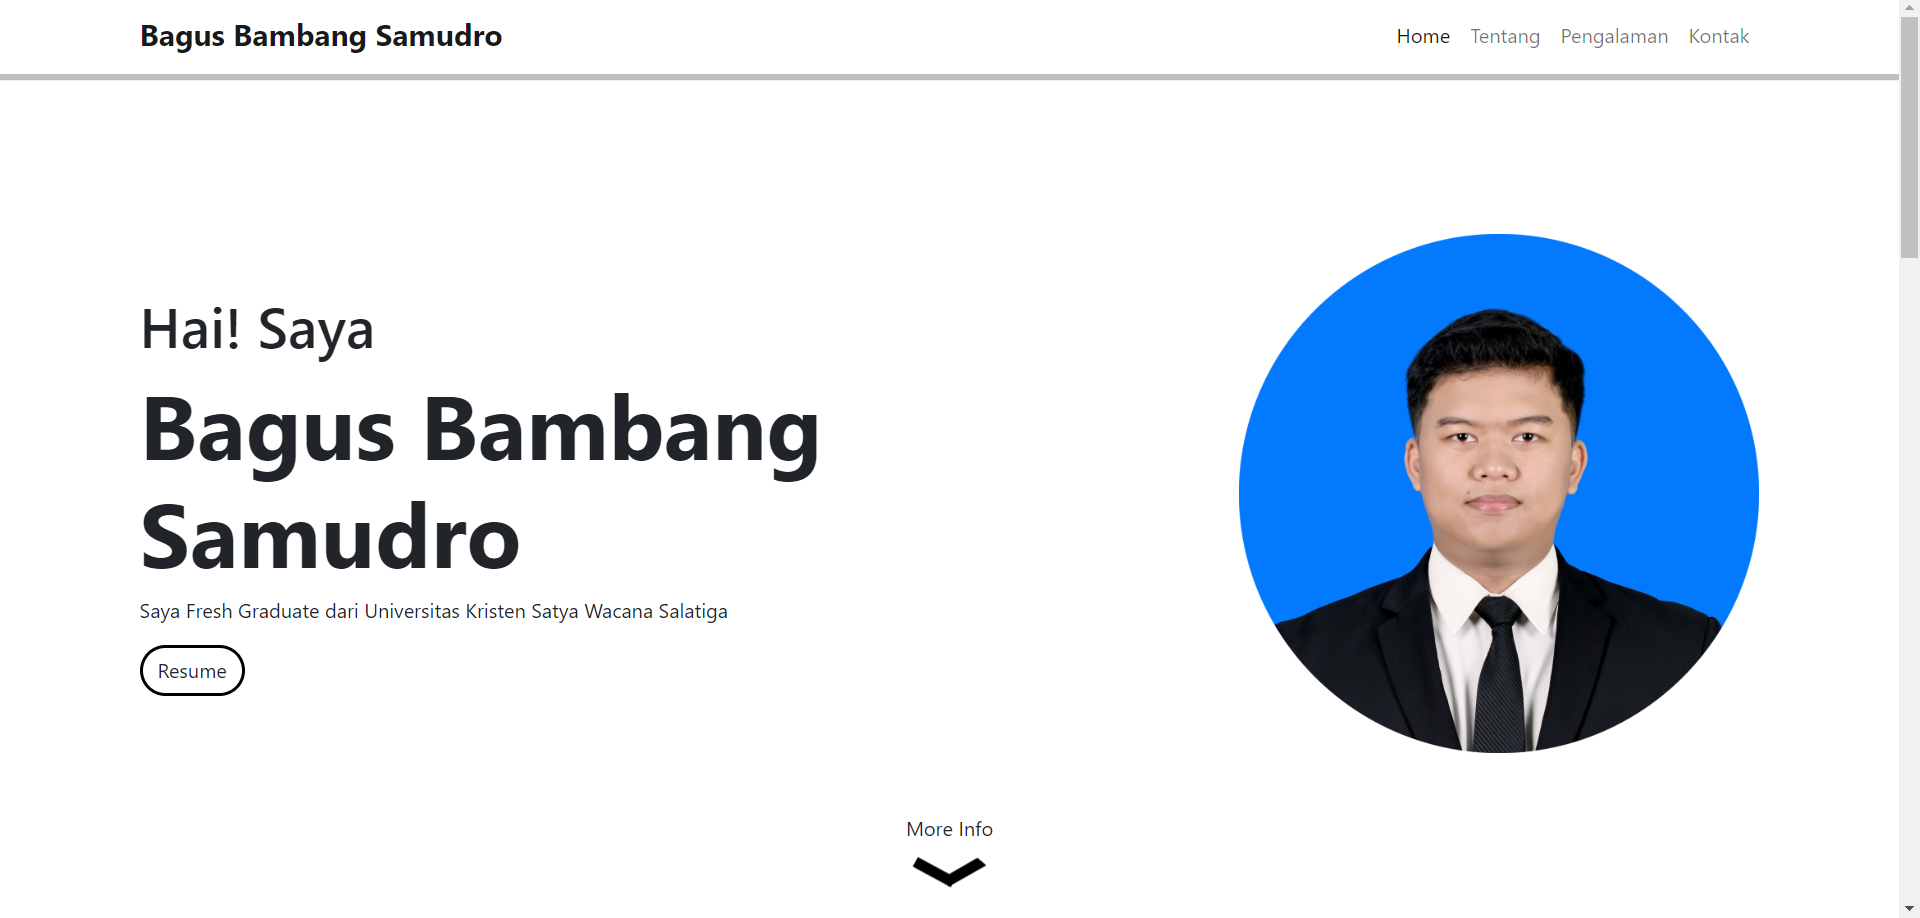 Bagus Bambang Samudro
Home Tentang Pengalaman Kontak
Hai! Saya
Bagus Bambang
Samudro
Saya Fresh Graduate dari Universitas Kristen Satya Wacana Salatiga
Resume
More Info